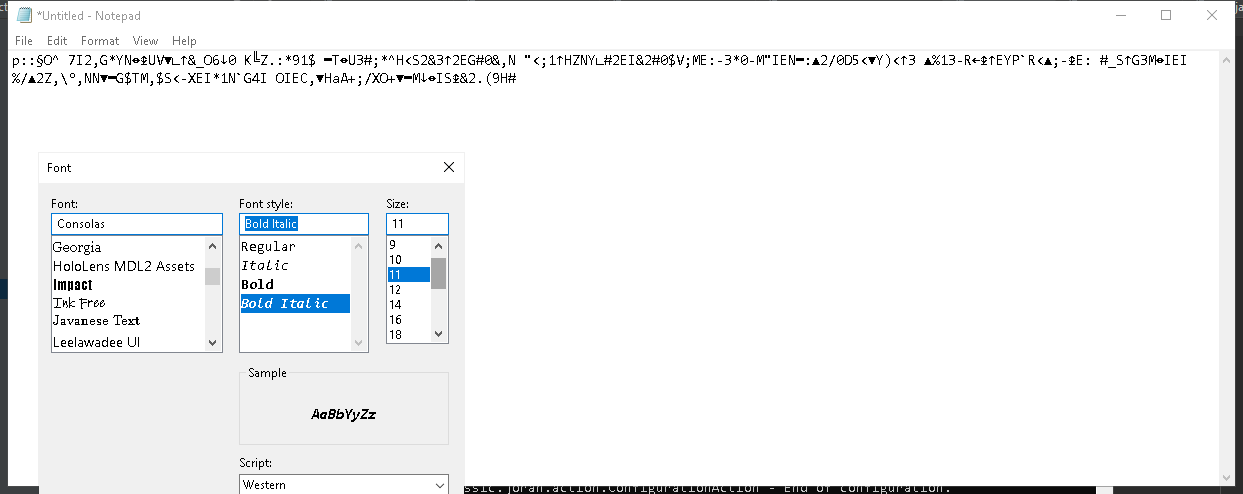 *Untitled - Notepad
File Edit Format View Help
p::§O^ 7I2,G*YN↔↨UV▼∟↑&_O6↓0 K╚Z.:*91$ ▬T↔U3#;*^H<S2&3↑2EG#0&,N "<;1↑HZNY∟#2EI&2#0$V;ME:-3*0-M"IEN▬:▲2/0D5<▼Y)<↑3 ▲%13-R←↨↑EYP`R<▲;-↨E: #_S↑G3M↔IEI
%/▲2Z,\°,NN▼▬G$TM,$S<-XEI*1N`G4I OIEC,▼HaA+;/XO+▼▬M↓↔IS↨&2.(9H#
Font
Font: Font style: Size:
Consolas Bold Italic 11
Georgia Regular 9
HoloLens MDL2 Assets Italic 10
Impact Bold 11
Ink Free Bold Italic 12
Javanese Text 14
Leelawadee UI 16
18
Sample
AaBbYyZz
Script:
Western
ssic.joran.action.ConfigurationAction - End of configuration.